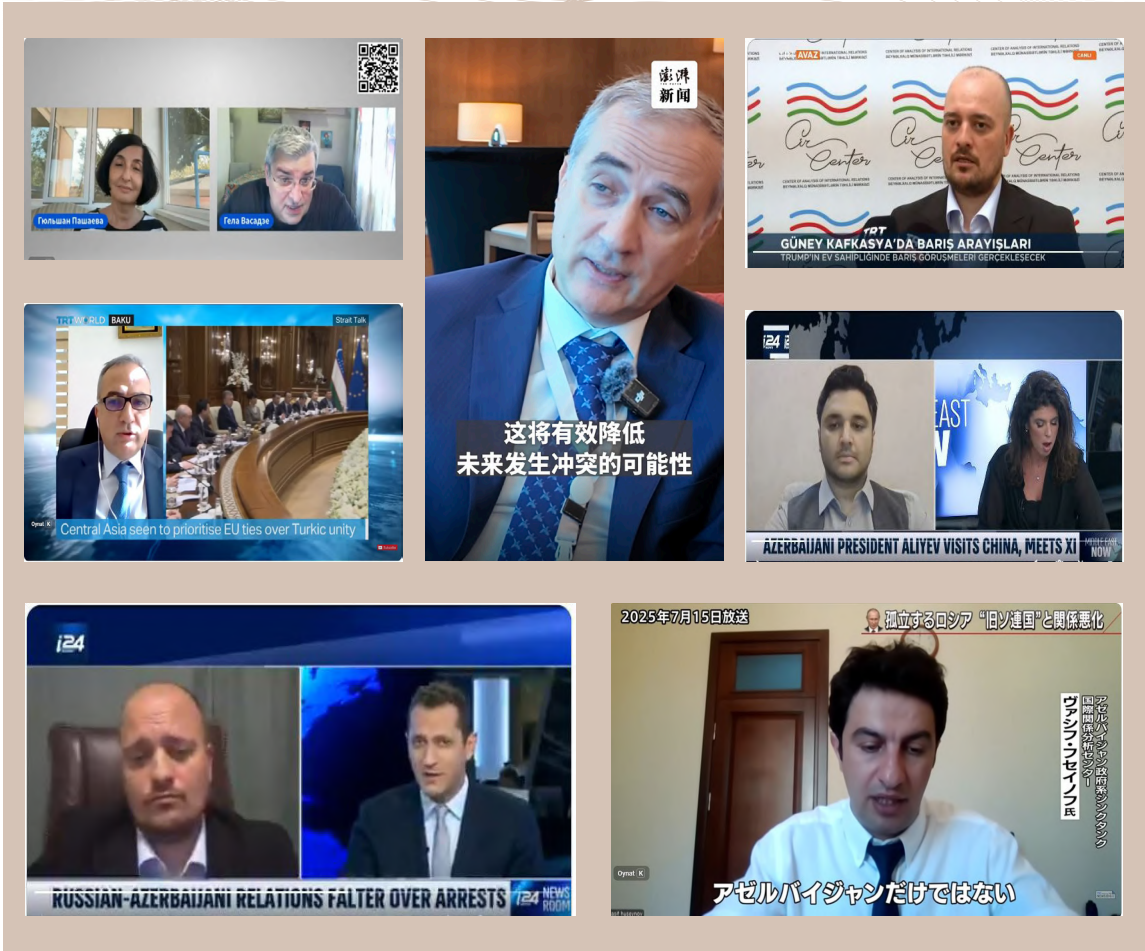 Гюльшан Пашаева
Гела Васадзе
澎湃
新闻
这将有效降低
未来发生冲突的可能性
AVAZ
CANLI
CENTER OF ANALYSIS OF INTERNATIONAL RELATIONS
BEYNƏLXALQ MÜNASİBƏTLƏRİN TƏHLİLİ MƏRKƏZİ
Air
Center
TRT
GÜNEY KAFKASYA'DA BARIŞ ARAYIŞLARI
TRUMP'IN EV SAHİPLİĞİNDE BARIŞ GÖRÜŞMELERİ GERÇEKLEŞECEK
TRT WORLD BAKU
Strait Talk
Oynat K
Central Asia seen to prioritise EU ties over Turkic unity
i24
EAST
W
AZERBAIJANI PRESIDENT ALIYEV VISITS CHINA, MEETS XI
MIDDLE EAST
NOW
i24
RUSSIAN-AZERBAIJANI RELATIONS FALTER OVER ARRESTS
i24 NEWS
ROOM
2025年7月15日放送
孤立するロシア “旧ソ連国”と関係悪化
アゼルバイジャン政府系シンクタンク
国際関係分析センター
ヴァシフ・フセイノフ氏
Oynat K
アゼルバイジャンだけではない